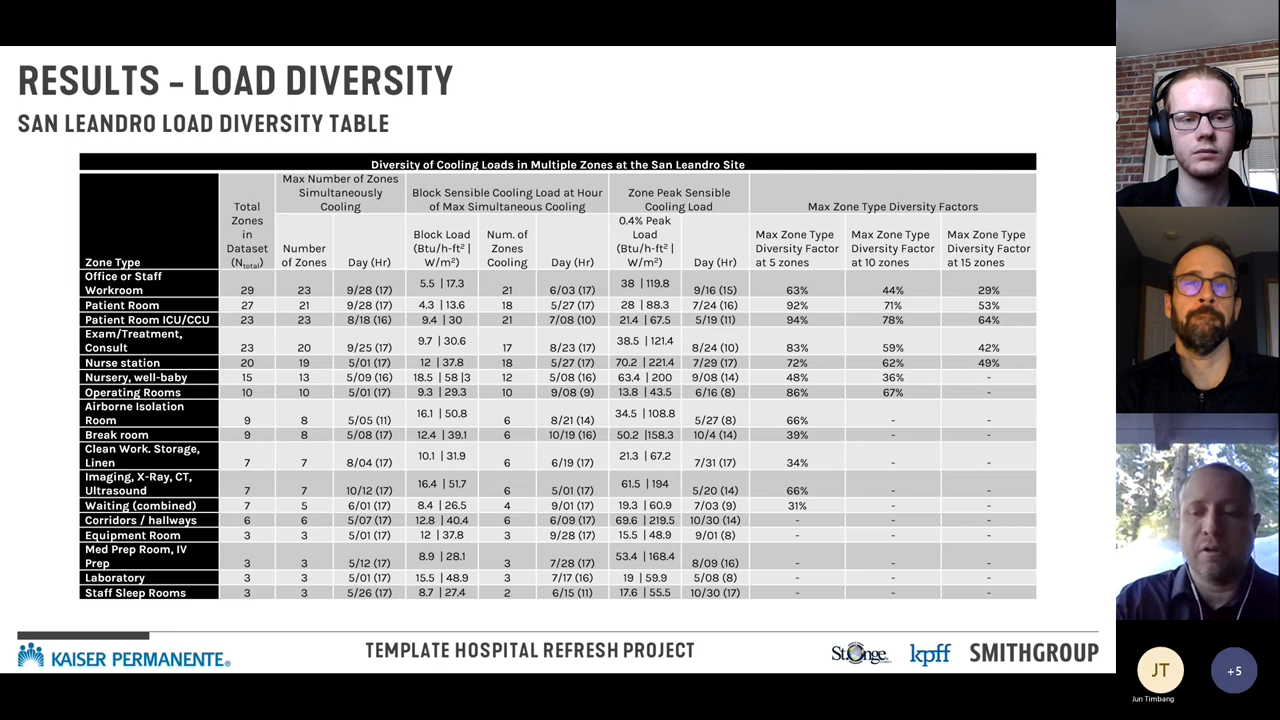 RESULTS – LOAD DIVERSITY
SAN LEANDRO LOAD DIVERSITY TABLE
Diversity of Cooling Loads in Multiple Zones at the San Leandro Site
Zone Type
Total
Zones
in
Dataset
(Ntotal)
Max Number of Zones
Simultaneously
Cooling
Block Sensible Cooling Load at Hour
of Max Simultaneous Cooling
Zone Peak Sensible
Cooling Load
Max Zone Type Diversity Factors
Number
of Zones
Day (Hr)
Block Load
(Btu/h-ft² |
W/m²)
Num. of
Zones
Cooling
Day (Hr)
0.4% Peak
Load
(Btu/h-ft² |
W/m²)
Day (Hr)
Max Zone Type
Diversity Factor
at 5 zones
Max Zone Type
Diversity Factor
at 10 zones
Max Zone Type
Diversity Factor
at 15 zones
Office or Staff
Workroom 29 23 9/28 (17) 5.5 | 17.3 21 6/03 (17) 38 | 119.8 9/16 (15) 63% 44% 29%
Patient Room 27 21 9/28 (17) 4.3 | 13.6 18 5/27 (17) 28 | 88.3 7/24 (16) 92% 71% 53%
Patient Room ICU/CCU 23 23 8/18 (16) 9.4 | 30 21 7/08 (10) 21.4 | 67.5 5/19 (11) 94% 78% 64%
Exam/Treatment,
Consult 23 20 9/25 (17) 9.7 | 30.6 17 8/23 (17) 38.5 | 121.4 8/24 (10) 83% 59% 42%
Nurse station 20 19 5/01 (17) 12 | 37.8 18 5/27 (17) 70.2 | 221.4 7/29 (17) 72% 62% 49%
Nursery, well-baby 15 13 5/09 (16) 18.5 | 58 |3 12 5/08 (16) 63.4 | 200 9/08 (14) 48% 36% -
Operating Rooms 10 10 5/01 (17) 9.3 | 29.3 10 9/08 (9) 13.8 | 43.5 6/16 (8) 86% 67% -
Airborne Isolation
Room 9 8 5/05 (11) 16.1 | 50.8 6 8/21 (14) 34.5 | 108.8 5/27 (8) 66% - -
Break room 9 8 5/08 (17) 12.4 | 39.1 6 10/19 (16) 50.2 |158.3 10/4 (14) 39% - -
Clean Work. Storage,
Linen 7 7 8/04 (17) 10.1 | 31.9 6 6/19 (17) 21.3 | 67.2 7/31 (17) 34% - -
Imaging, X-Ray, CT,
Ultrasound 7 7 10/12 (17) 16.4 | 51.7 6 5/01 (17) 61.5 | 194 5/20 (14) 66% - -
Waiting (combined) 7 5 6/01 (17) 8.4 | 26.5 4 9/01 (17) 19.3 | 60.9 7/03 (9) 31% - -
Corridors / hallways 6 6 5/07 (17) 12.8 | 40.4 6 6/09 (17) 69.6 | 219.5 10/30 (14) - - -
Equipment Room 3 3 5/01 (17) 12 | 37.8 3 9/28 (17) 15.5 | 48.9 9/01 (8) - - -
Med Prep Room, IV
Prep 3 3 5/12 (17) 8.9 | 28.1 3 7/28 (17) 53.4 | 168.4 8/09 (16) - - -
Laboratory 3 3 5/01 (17) 15.5 | 48.9 3 7/17 (16) 19 | 59.9 5/08 (8) - - -
Staff Sleep Rooms 3 3 5/26 (17) 8.7 | 27.4 2 6/15 (11) 17.6 | 55.5 10/30 (17) - - -
KAISER PERMANENTE®
TEMPLATE HOSPITAL REFRESH PROJECT
St.Onge.
kpff
SMITHGROUP
JT
Jun Timbang
+5